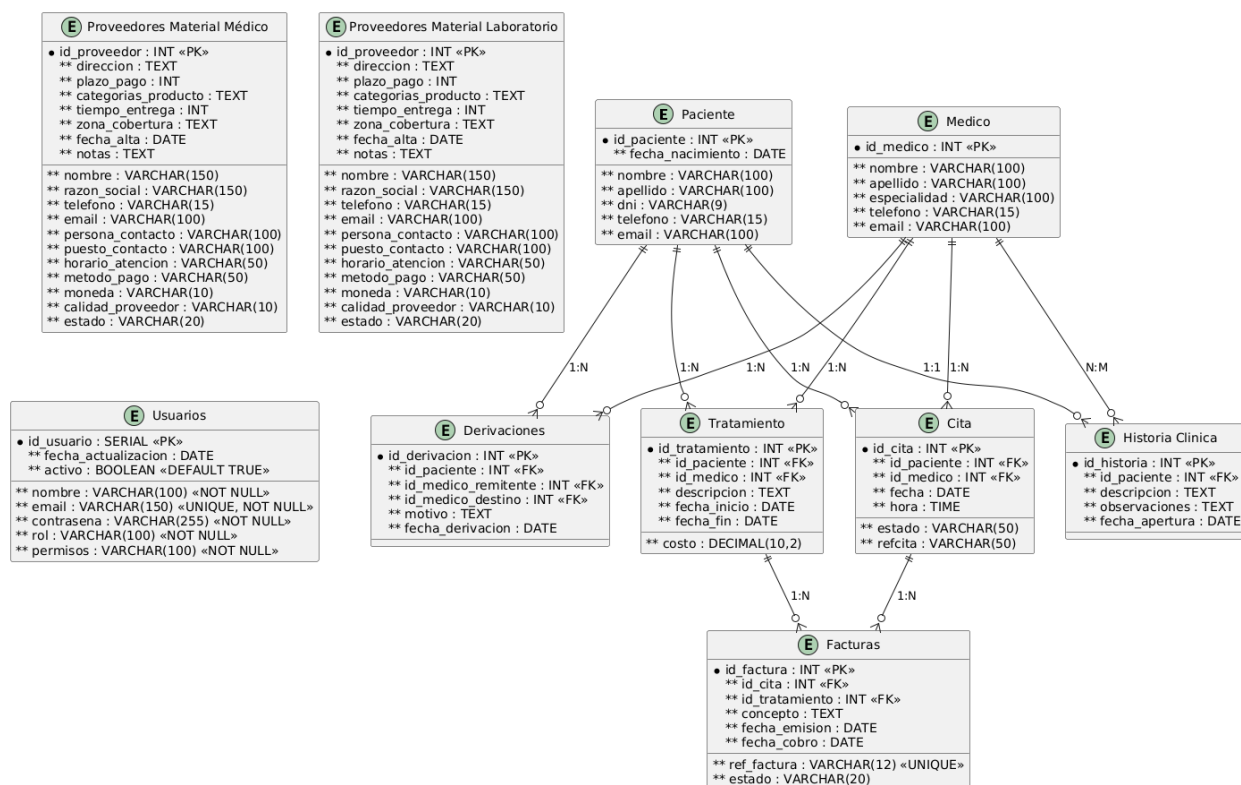 E Proveedores Material Médico
id_proveedor : INT «PK»
** direccion : TEXT
** plazo_pago : INT
** categorias_producto : TEXT
** tiempo_entrega : INT
** zona_cobertura : TEXT
** fecha_alta : DATE
** notas : TEXT
** nombre : VARCHAR(150)
** razon_social : VARCHAR(150)
** telefono : VARCHAR(15)
** email : VARCHAR(100)
** persona_contacto : VARCHAR(100)
** puesto_contacto : VARCHAR(100)
** horario_atencion : VARCHAR(50)
** metodo_pago : VARCHAR(50)
** moneda : VARCHAR(10)
** calidad_proveedor : VARCHAR(10)
** estado : VARCHAR(20)
E Proveedores Material Laboratorio
id_proveedor : INT «PK»
** direccion : TEXT
** plazo_pago : INT
** categorias_producto : TEXT
** tiempo_entrega : INT
** zona_cobertura : TEXT
** fecha_alta : DATE
** notas : TEXT
** nombre : VARCHAR(150)
** razon_social : VARCHAR(150)
** telefono : VARCHAR(15)
** email : VARCHAR(100)
** persona_contacto : VARCHAR(100)
** puesto_contacto : VARCHAR(100)
** horario_atencion : VARCHAR(50)
** metodo_pago : VARCHAR(50)
** moneda : VARCHAR(10)
** calidad_proveedor : VARCHAR(10)
** estado : VARCHAR(20)
E Paciente
id_paciente : INT «PK»
** fecha_nacimiento : DATE
** nombre : VARCHAR(100)
** apellido : VARCHAR(100)
** dni : VARCHAR(9)
** telefono : VARCHAR(15)
** email : VARCHAR(100)
E Medico
id_medico : INT «PK»
** nombre : VARCHAR(100)
** apellido : VARCHAR(100)
** especialidad : VARCHAR(100)
** telefono : VARCHAR(15)
** email : VARCHAR(100)
1:N
1:N
1:N
1:N
1:N
1:1
1:N
N:M
E Usuarios
id_usuario : SERIAL «PK»
** fecha_actualizacion : DATE
** activo : BOOLEAN «DEFAULT TRUE»
** nombre : VARCHAR(100) «NOT NULL»
** email : VARCHAR(150) «UNIQUE, NOT NULL»
** contrasena : VARCHAR(255) «NOT NULL»
** rol : VARCHAR(100) «NOT NULL»
** permisos : VARCHAR(100) «NOT NULL»
E Derivaciones
id_derivacion : INT «PK»
** id_paciente : INT «FK»
** id_medico_remitente : INT «FK»
** id_medico_destino : INT «FK»
** motivo : TEXT
** fecha_derivacion : DATE
E Tratamiento
id_tratamiento : INT «PK»
** id_paciente : INT «FK»
** id_medico : INT «FK»
** descripcion : TEXT
** fecha_inicio : DATE
** fecha_fin : DATE
** costo : DECIMAL(10,2)
E Cita
id_cita : INT «PK»
** id_paciente : INT «FK»
** id_medico : INT «FK»
** fecha : DATE
** hora : TIME
** estado : VARCHAR(50)
** refcita : VARCHAR(50)
E Historia Clinica
id_historia : INT «PK»
** id_paciente : INT «FK»
** descripcion : TEXT
** observaciones : TEXT
** fecha_apertura : DATE
1:N
1:N
E Facturas
id_factura : INT «PK»
** id_cita : INT «FK»
** id_tratamiento : INT «FK»
** concepto : TEXT
** fecha_emision : DATE
** fecha_cobro : DATE
** ref_factura : VARCHAR(12) «UNIQUE»
** estado : VARCHAR(20)